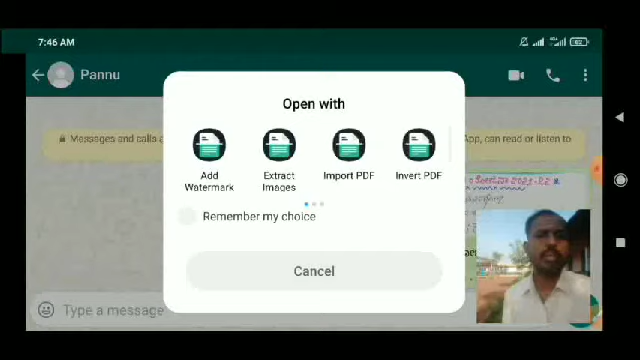 7:46 AM
Pannu
Open with
Add Watermark
Extract Images
Import PDF
Invert PDF
Messages and calls a
App, can read or listen to
Remember my choice
Cancel
Type a message